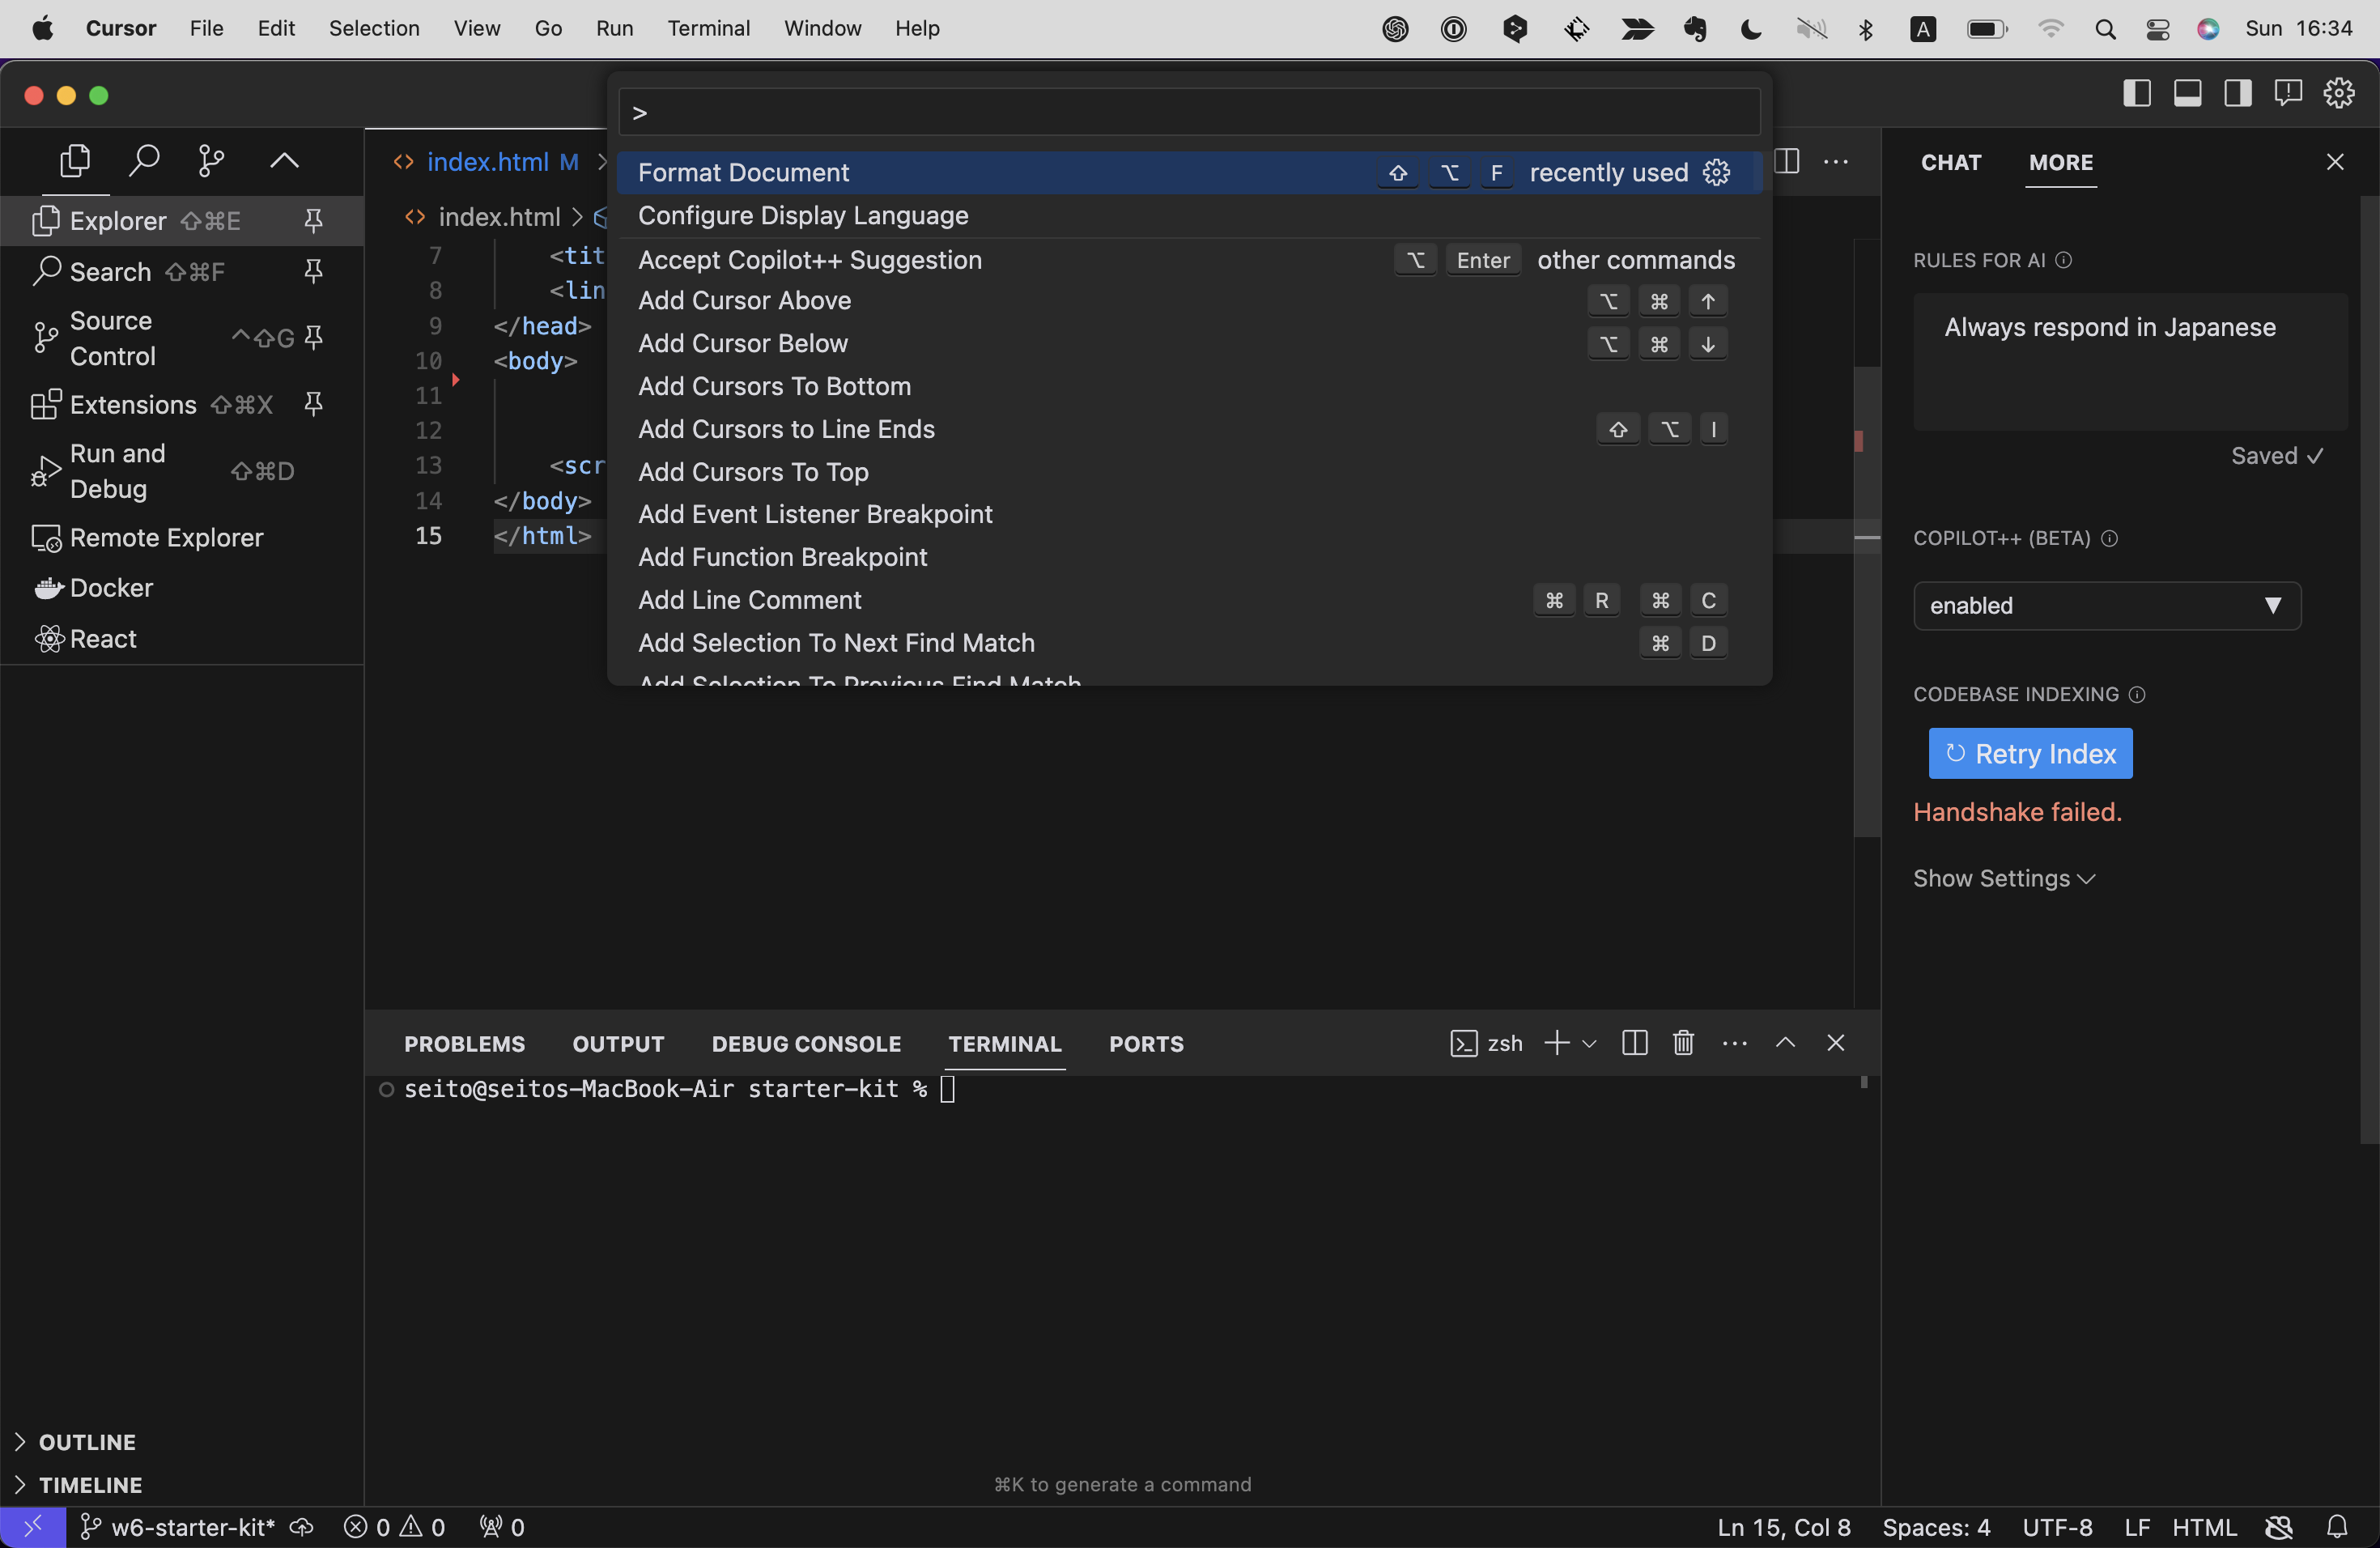 Cursor File Edit Selection View Go Run Terminal Window Help A Sun 16:34
>
Format Document ⇧ ⌥ F recently used
Configure Display Language
Accept Copilot++ Suggestion ⌥ Enter other commands
Add Cursor Above ⌥ ⌘ ↑
Add Cursor Below ⌥ ⌘ ↓
Add Cursors To Bottom
Add Cursors to Line Ends ⇧ ⌥ I
Add Cursors To Top
Add Event Listener Breakpoint
Add Function Breakpoint
Add Line Comment ⌘ R ⌘ C
Add Selection To Next Find Match ⌘ D
Add Selection To Previous Find Match
Explorer ⇧⌘E
Search ⇧⌘F
Source
Control ^⇧G
Extensions ⇧⌘X
Run and
Debug ⇧⌘D
Remote Explorer
Docker
React
OUTLINE
TIMELINE
<> index.html M >
<> index.html >
7 <tit
8 <lin
9 </head>
10 <body>
11
12
13 <scr
14 </body>
15 </html>
PROBLEMS OUTPUT DEBUG CONSOLE TERMINAL PORTS zsh
seito@seitos-MacBook-Air starter-kit %
⌘K to generate a command
CHAT MORE
RULES FOR AI
Always respond in Japanese
Saved ✓
COPILOT++ (BETA)
enabled
CODEBASE INDEXING
Retry Index
Handshake failed.
Show Settings
w6-starter-kit* 0 0 0 Ln 15, Col 8 Spaces: 4 UTF-8 LF HTML